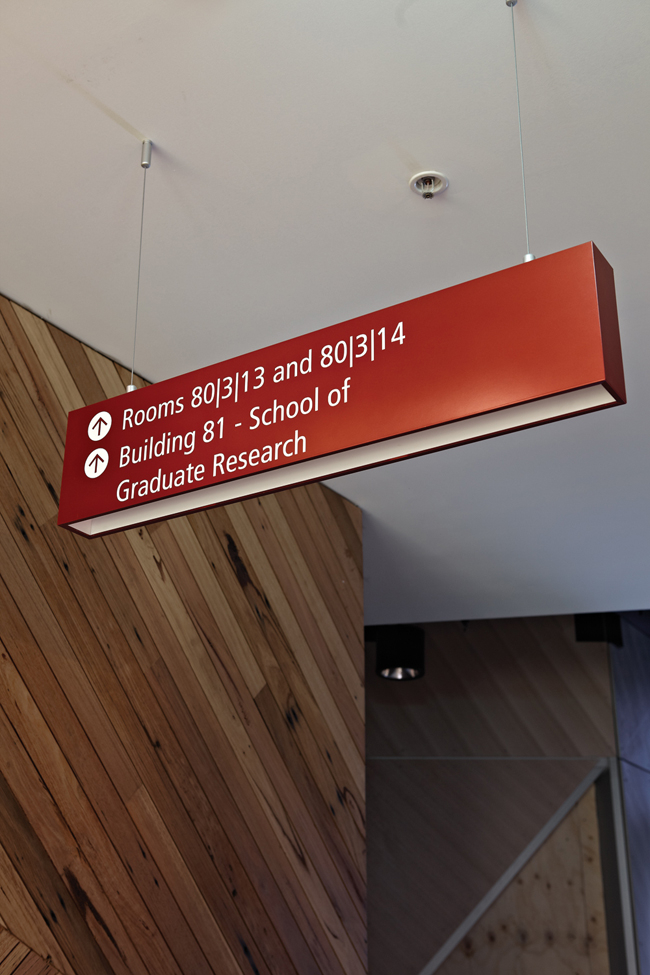 Rooms 80|3|13 and 80|3|14
Building 81 - School of
Graduate Research